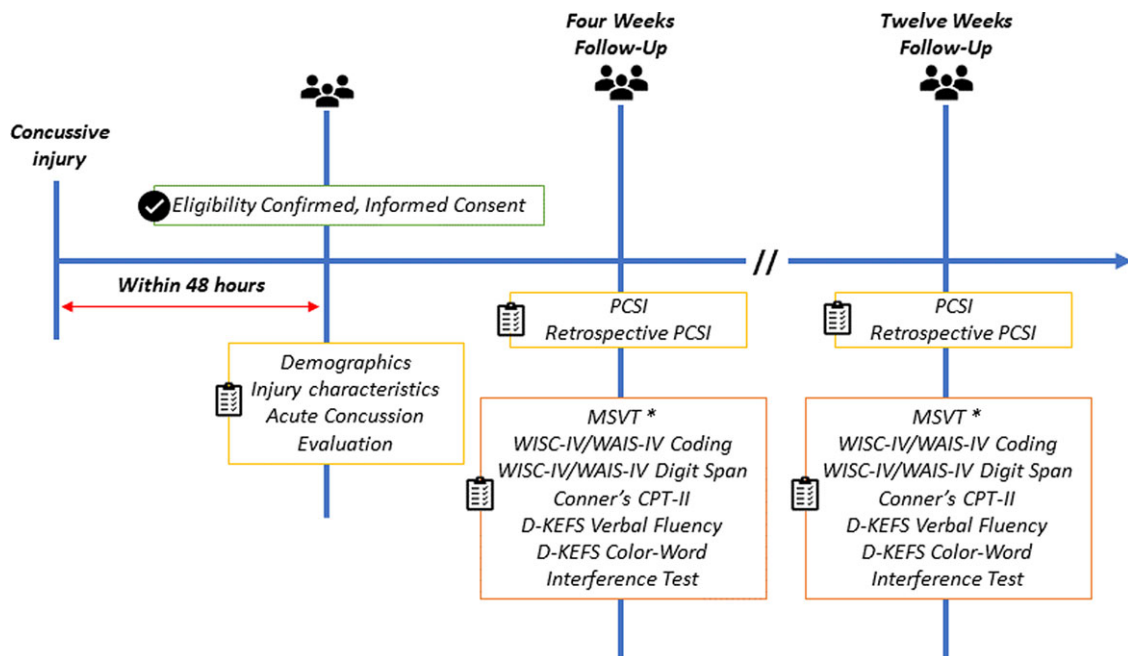 Four Weeks
Follow-Up
Twelve Weeks
Follow-Up
Concussive
injury
Eligibility Confirmed, Informed Consent
//
Within 48 hours
Demographics
Injury characteristics
Acute Concussion
Evaluation
PCSI
Retrospective PCSI
PCSI
Retrospective PCSI
MSVT *
WISC-IV/WAIS-IV Coding
WISC-IV/WAIS-IV Digit Span
Conner's CPT-II
D-KEFS Verbal Fluency
D-KEFS Color-Word
Interference Test
MSVT *
WISC-IV/WAIS-IV Coding
WISC-IV/WAIS-IV Digit Span
Conner's CPT-II
D-KEFS Verbal Fluency
D-KEFS Color-Word
Interference Test